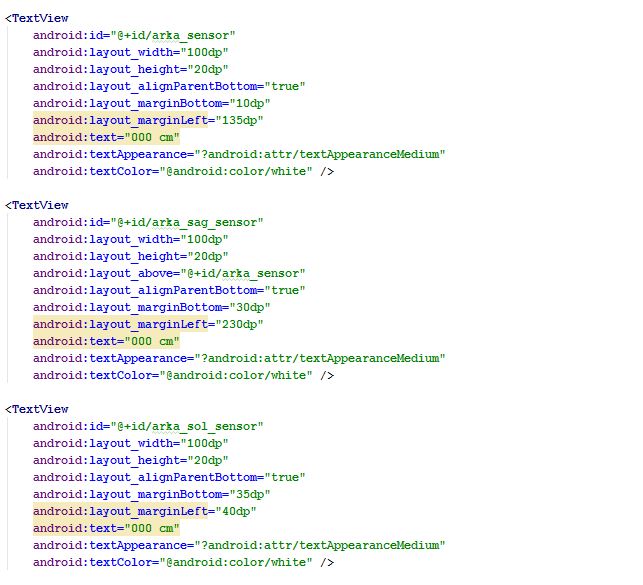 <TextView
android:id="@+id/arka_sensor"
android:layout_width="100dp"
android:layout_height="20dp"
android:layout_alignParentBottom="true"
android:layout_marginBottom="10dp"
android:layout_marginLeft="135dp"
android:text="000 cm"
android:textAppearance="?android:attr/textAppearanceMedium"
android:textColor="@android:color/white" />
<TextView
android:id="@+id/arka_sag_sensor"
android:layout_width="100dp"
android:layout_height="20dp"
android:layout_above="@+id/arka_sensor"
android:layout_alignParentBottom="true"
android:layout_marginBottom="30dp"
android:layout_marginLeft="230dp"
android:text="000 cm"
android:textAppearance="?android:attr/textAppearanceMedium"
android:textColor="@android:color/white" />
<TextView
android:id="@+id/arka_sol_sensor"
android:layout_width="100dp"
android:layout_height="20dp"
android:layout_alignParentBottom="true"
android:layout_marginBottom="35dp"
android:layout_marginLeft="40dp"
android:text="000 cm"
android:textAppearance="?android:attr/textAppearanceMedium"
android:textColor="@android:color/white" />